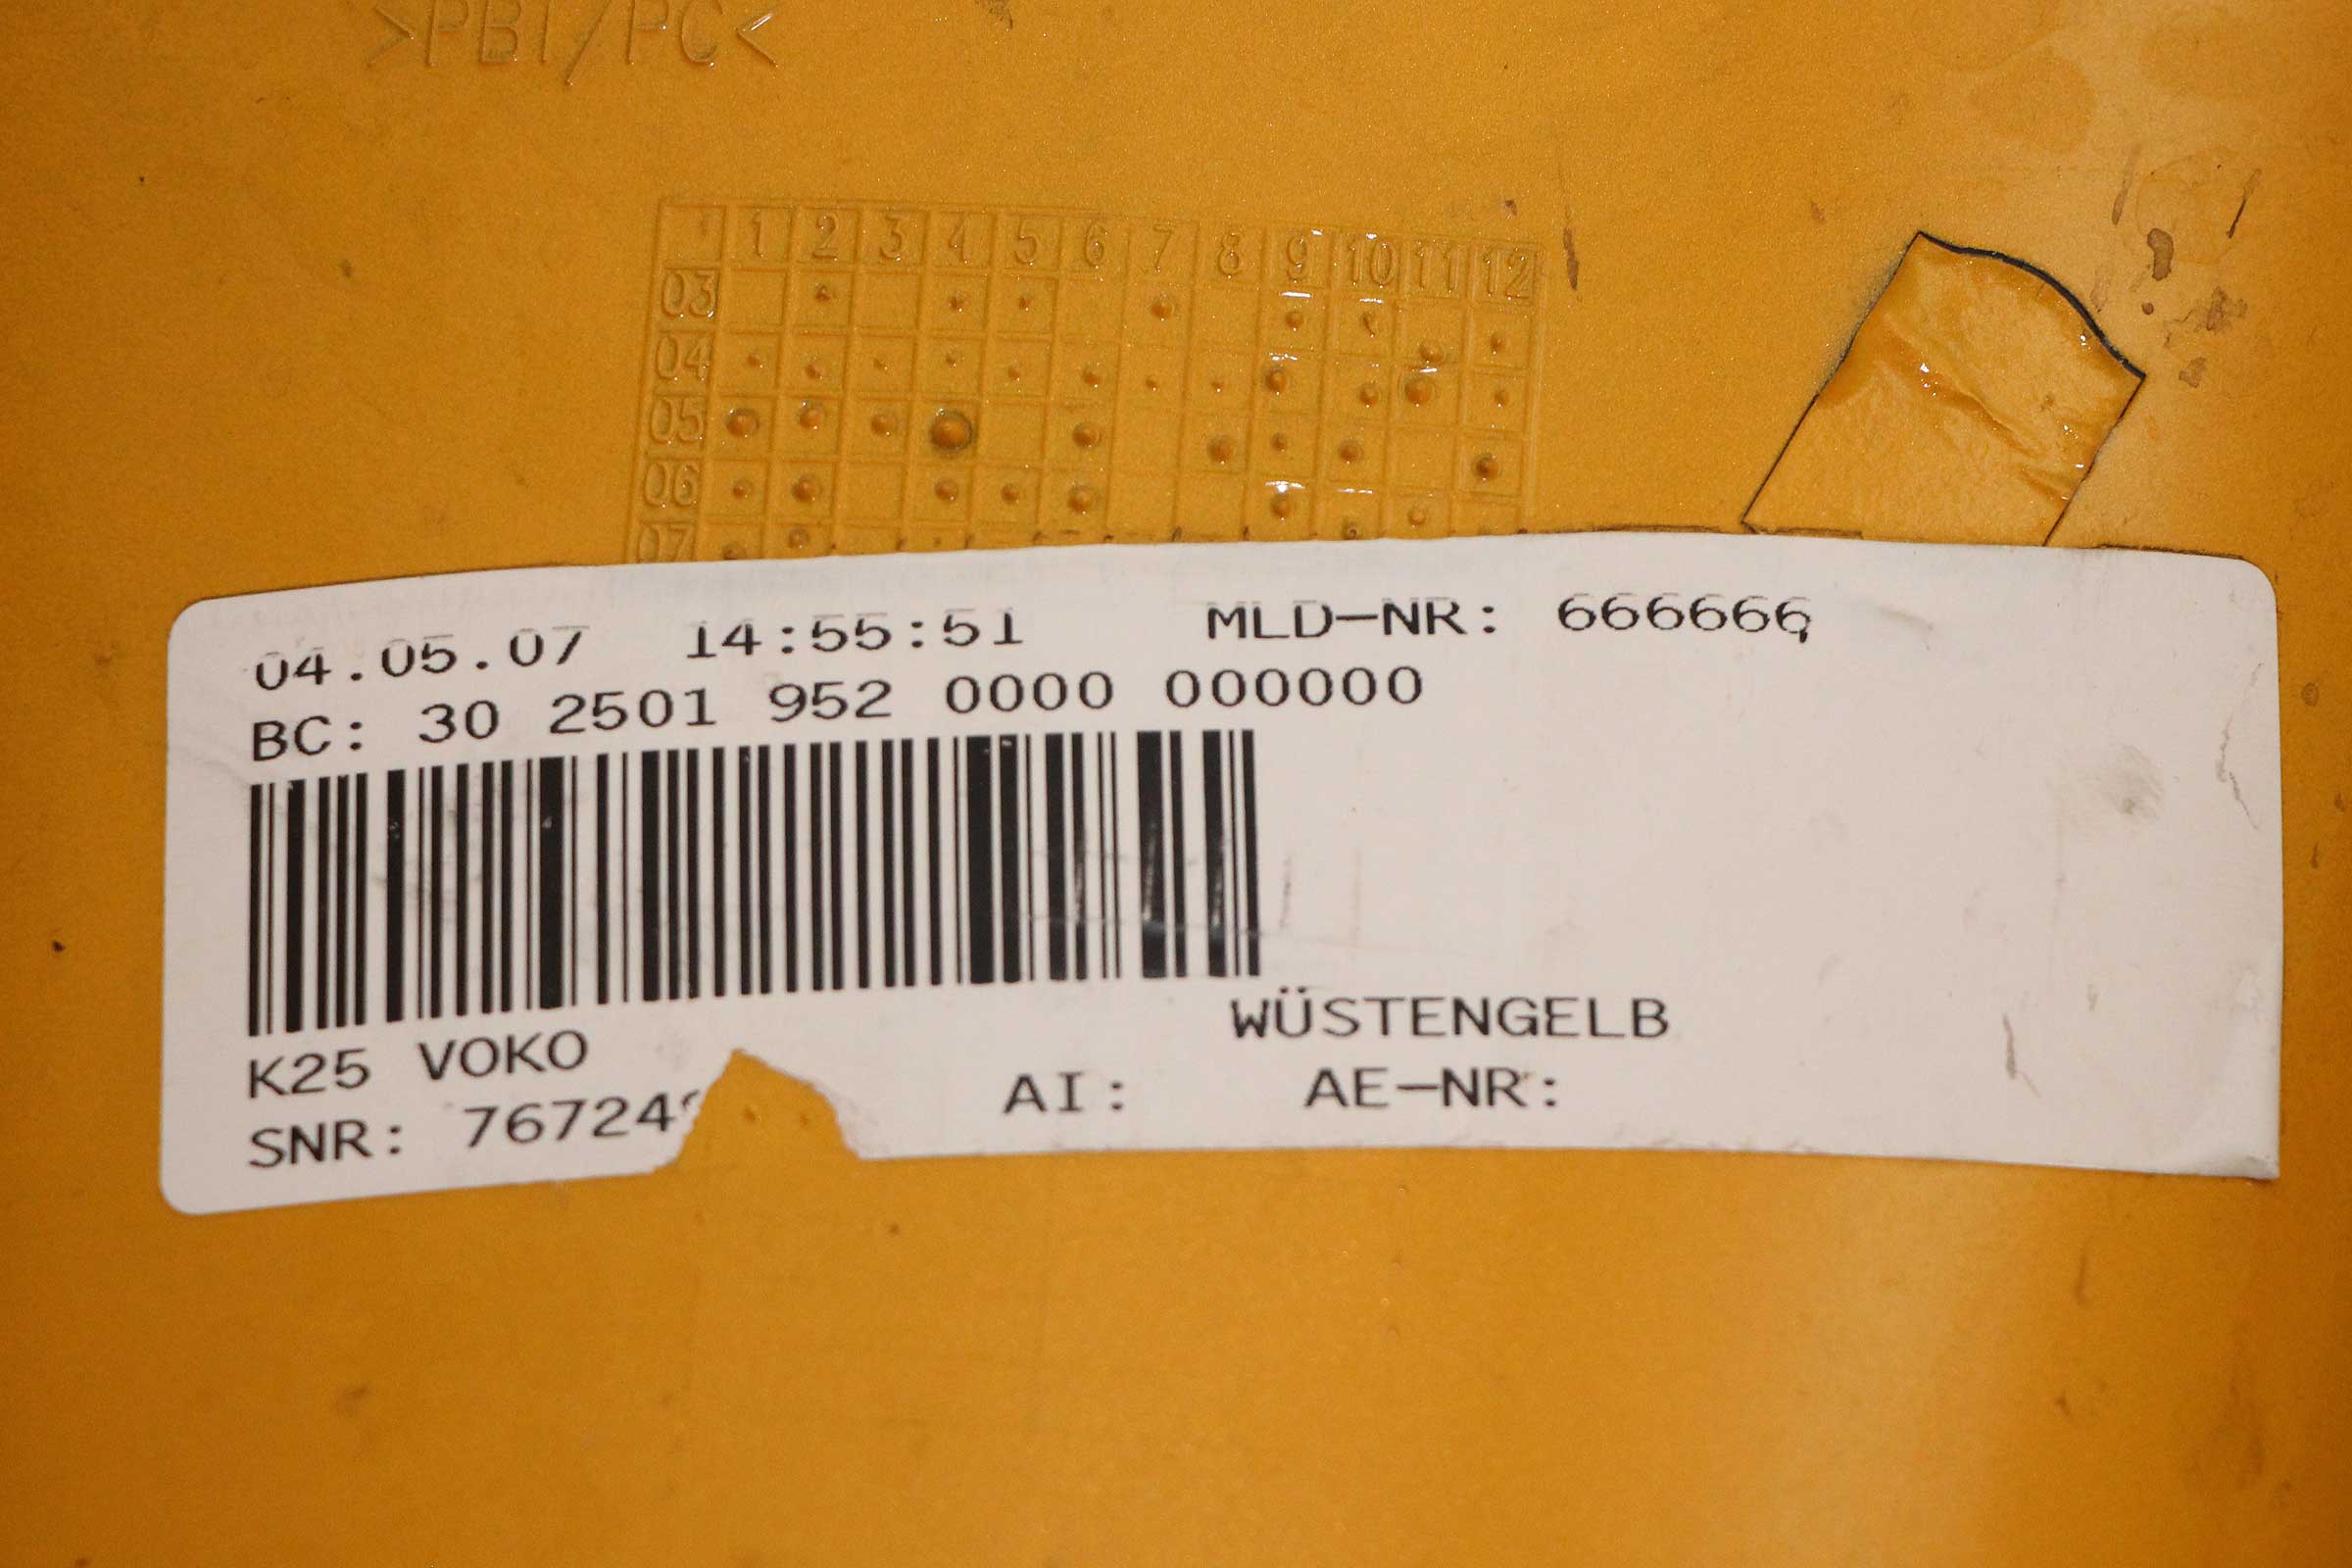 >PBT/PC<
1 2 3 4 5 6 7 8 9 10 11 12
03
04
05
06
07
04.05.07 14:55:51 MLD-NR: 666666
BC: 30 2501 952 0000 000000
WÜSTENGELB
K25 VOKO
SNR: 76724 AI: AE-NR: